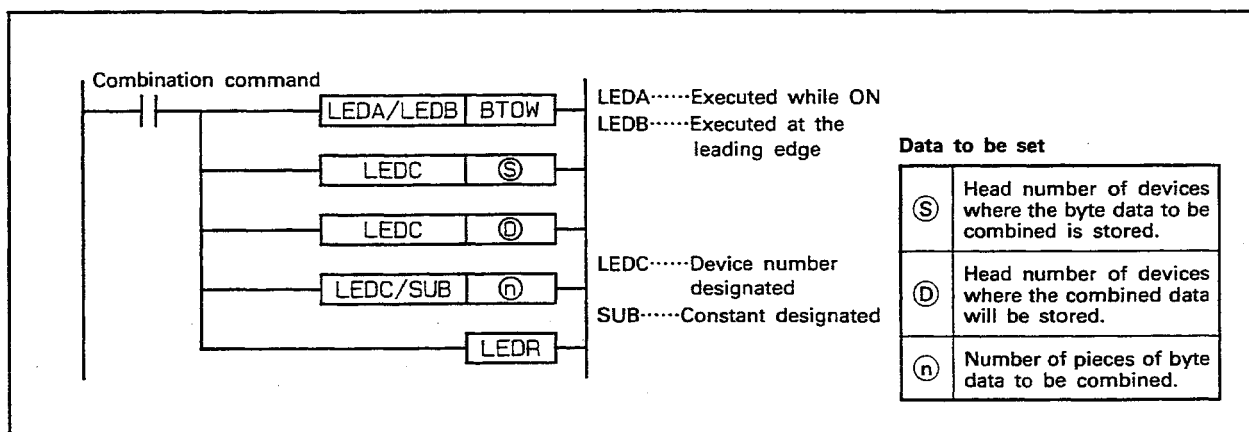 Combination command
LEDA/LEDB BTOW
LEDA······Executed while ON
LEDB······Executed at the
leading edge
LEDC Ⓢ
LEDC Ⓓ
LEDC/SUB ⓝ
LEDC······Device number
designated
SUB······Constant designated
LEDR
Data to be set
Ⓢ Head number of devices
where the byte data to be
combined is stored.
Ⓓ Head number of devices
where the combined data
will be stored.
ⓝ Number of pieces of byte
data to be combined.